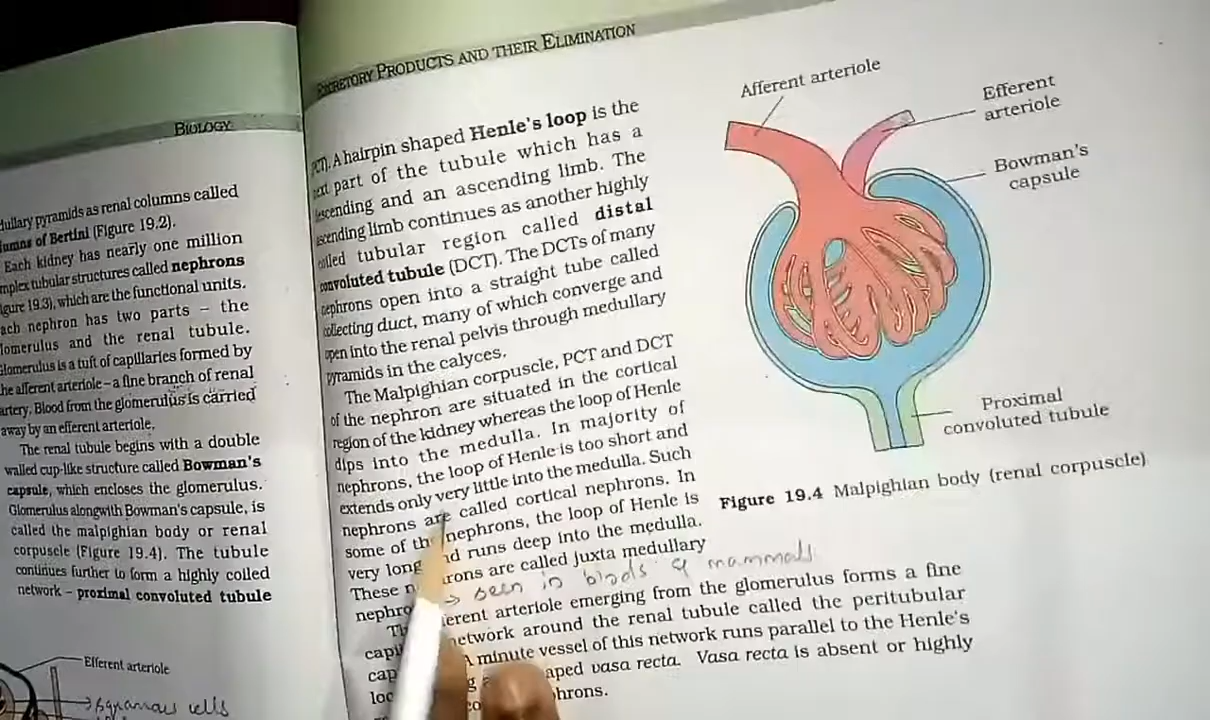 BIOLOGY
dullary pyramids as renal columns called
lumns of Bertini (Figure 19.2).
Each kidney has nearly one million
mplex tubular structures called nephrons
igure 19.3), which are the functional units.
ach nephron has two parts – the
lomerulus and the renal tubule.
Glomerulus is a tuft of capillaries formed by
he afferent arteriole – a fine branch of renal
artery. Blood from the glomerulus is carried
away by an efferent arteriole.
The renal tubule begins with a double
walled cup-like structure called Bowman's
capsule, which encloses the glomerulus.
Glomerulus alongwith Bowman's capsule, is
called the malpighian body or renal
corpuscle (Figure 19.4). The tubule
continues further to form a highly coiled
network – proximal convoluted tubule
Efferent arteriole
squamous cells
EXCRETORY PRODUCTS AND THEIR ELIMINATION
PCT). A hairpin shaped Henle's loop is the
next part of the tubule which has a
descending and an ascending limb. The
ascending limb continues as another highly
coiled tubular region called distal
convoluted tubule (DCT). The DCTs of many
nephrons open into a straight tube called
collecting duct, many of which converge and
open into the renal pelvis through medullary
pyramids in the calyces.
The Malpighian corpuscle, PCT and DCT
of the nephron are situated in the cortical
region of the kidney whereas the loop of Henle
dips into the medulla. In majority of
nephrons, the loop of Henle is too short and
extends only very little into the medulla. Such
nephrons are called cortical nephrons. In
some of the nephrons, the loop of Henle is
very long nd runs deep into the medulla.
These n rons are called juxta medullary
nephro → seen in birds & mammals
Th erent arteriole emerging from the glomerulus forms a fine
capi network around the renal tubule called the peritubular
cap A minute vessel of this network runs parallel to the Henle's
loo g aped vasa recta. Vasa recta is absent or highly
co phrons.
Afferent arteriole
Efferent
arteriole
Bowman's
capsule
Proximal
convoluted tubule
Figure 19.4 Malpighian body (renal corpuscle)